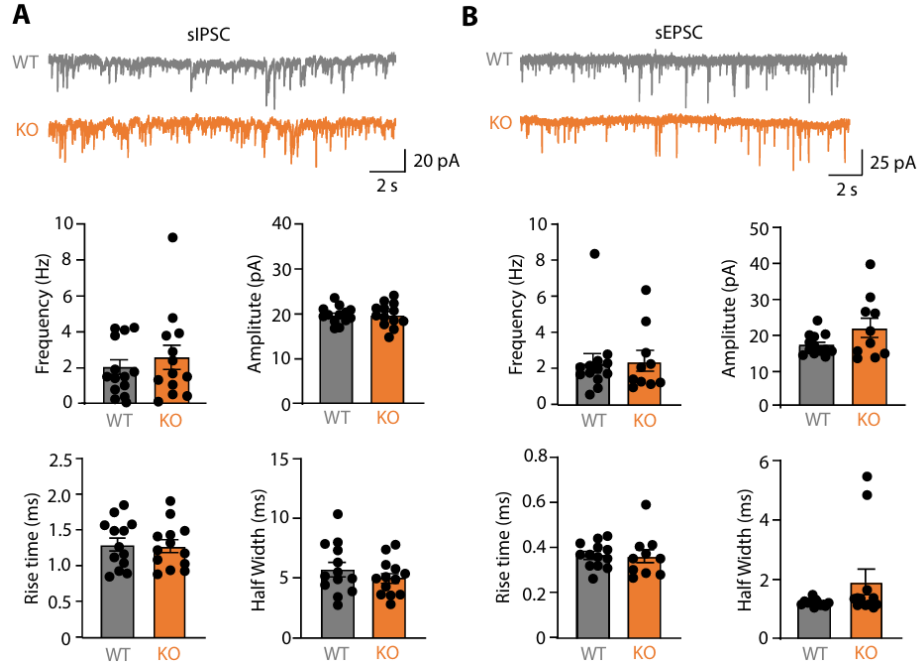 A
sIPSC
WT
KO
20 pA
2 s
B
sEPSC
WT
KO
25 pA
2 s
Frequency (Hz)
10
8
6
4
2
0
WT
KO
Amplitude (pA)
40
30
20
10
0
WT
KO
Frequency (Hz)
10
8
6
4
2
0
WT
KO
Amplitude (pA)
50
40
30
20
10
0
WT
KO
Rise time (ms)
2.5
2.0
1.5
1.0
0.5
0
WT
KO
Half Width (ms)
15
10
5
0
WT
KO
Rise time (ms)
0.8
0.6
0.4
0.2
0.0
WT
KO
Half Width (ms)
6
4
2
0
WT
KO